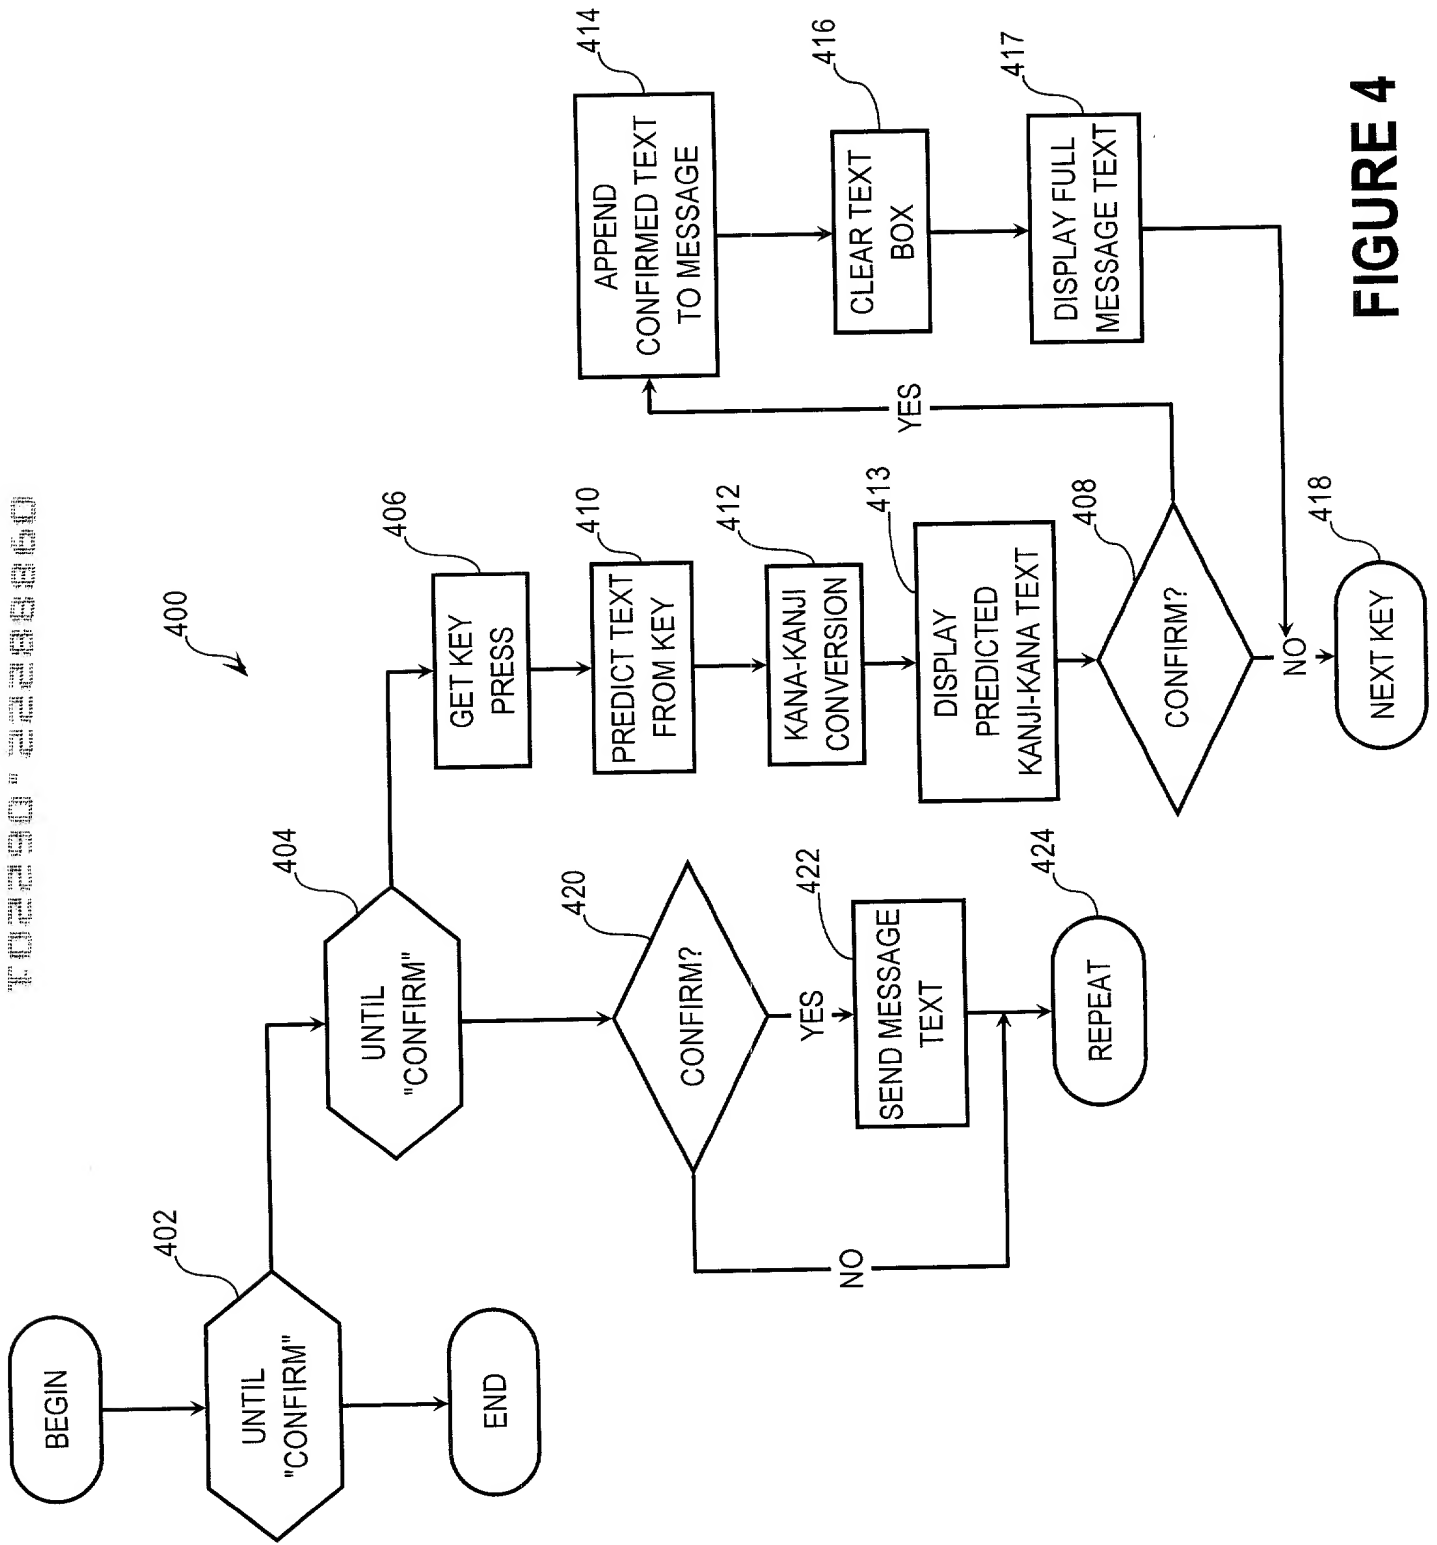 BEGIN
402
UNTIL
"CONFIRM"
END
400
404
UNTIL
"CONFIRM"
420
CONFIRM?
YES
NO
422
SEND MESSAGE
TEXT
424
REPEAT
406
GET KEY
PRESS
410
PREDICT TEXT
FROM KEY
412
KANA-KANJI
CONVERSION
413
DISPLAY
PREDICTED
KANJI-KANA TEXT
408
CONFIRM?
YES
NO
418
NEXT KEY
414
APPEND
CONFIRMED TEXT
TO MESSAGE
416
CLEAR TEXT
BOX
417
DISPLAY FULL
MESSAGE TEXT
FIGURE 4